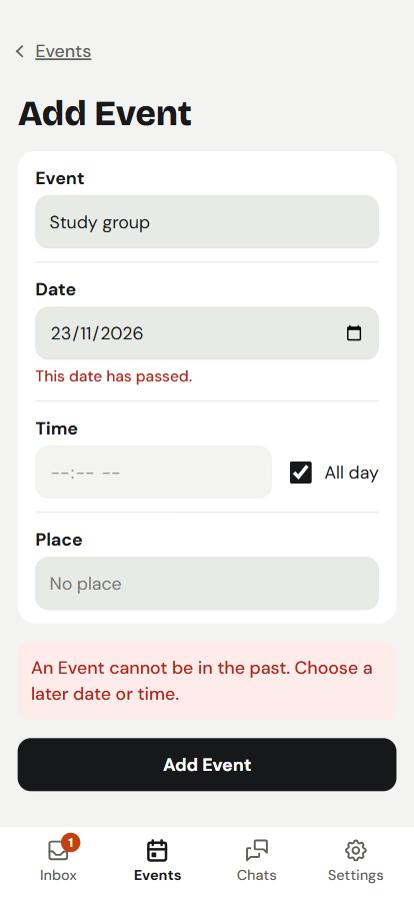 Events
Add Event
Event
Study group
Date
23/11/2026
This date has passed.
Time
--:-- --
All day
Place
No place
An Event cannot be in the past. Choose a
later date or time.
Add Event
1
Inbox
Events
Chats
Settings